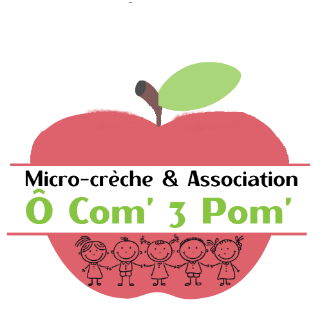 Micro-crèche & Association
Ô Com' 3 Pom'